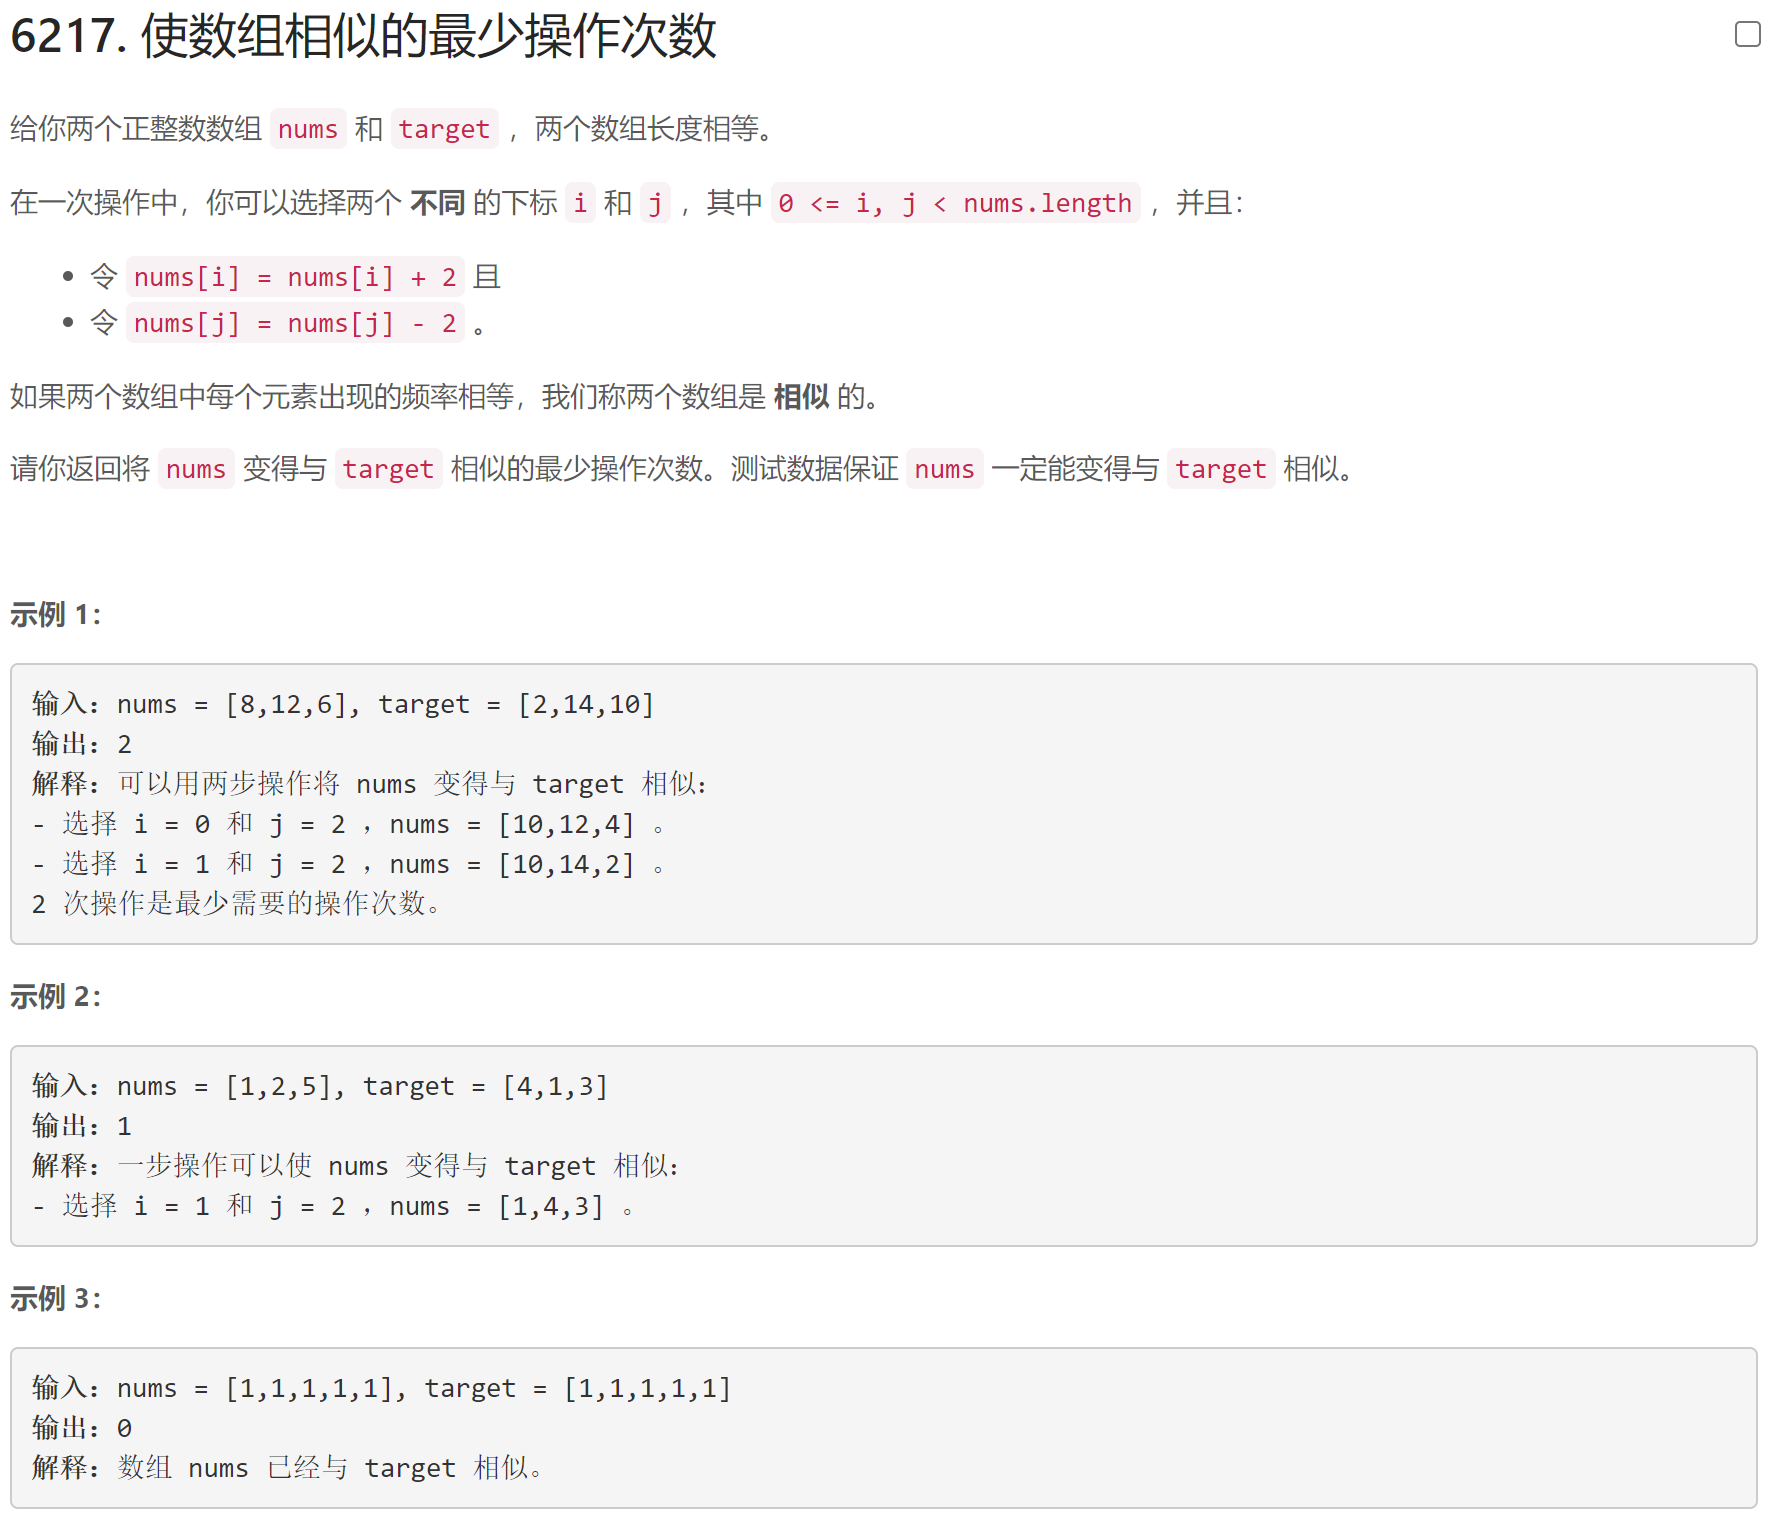 6217. 使数组相似的最少操作次数
给你两个正整数数组 nums 和 target ，两个数组长度相等。
在一次操作中，你可以选择两个 不同 的下标 i 和 j ，其中 0 <= i, j < nums.length ，并且：
• 令 nums[i] = nums[i] + 2 且
• 令 nums[j] = nums[j] - 2 。
如果两个数组中每个元素出现的频率相等，我们称两个数组是 相似 的。
请你返回将 nums 变得与 target 相似的最少操作次数。测试数据保证 nums 一定能变得与 target 相似。
示例 1：
输入：nums = [8,12,6], target = [2,14,10]
输出：2
解释：可以用两步操作将 nums 变得与 target 相似：
- 选择 i = 0 和 j = 2 ，nums = [10,12,4] 。
- 选择 i = 1 和 j = 2 ，nums = [10,14,2] 。
2 次操作是最少需要的操作次数。
示例 2：
输入：nums = [1,2,5], target = [4,1,3]
输出：1
解释：一步操作可以使 nums 变得与 target 相似：
- 选择 i = 1 和 j = 2 ，nums = [1,4,3] 。
示例 3：
输入：nums = [1,1,1,1,1], target = [1,1,1,1,1]
输出：0
解释：数组 nums 已经与 target 相似。